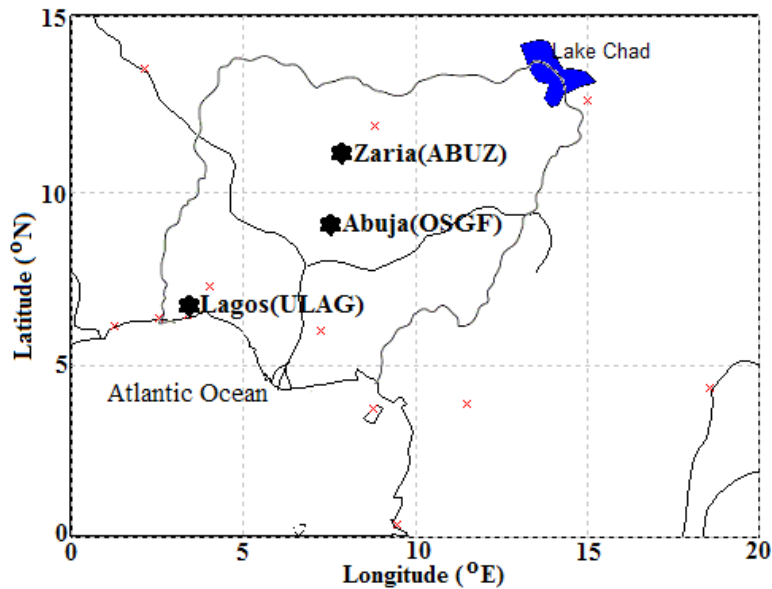 15
Lake Chad
Zaria(ABUZ)
10
Abuja(OSGF)
Latitude (°N)
Lagos(ULAG)
5
Atlantic Ocean
0
0 5 10 15 20
Longitude (°E)